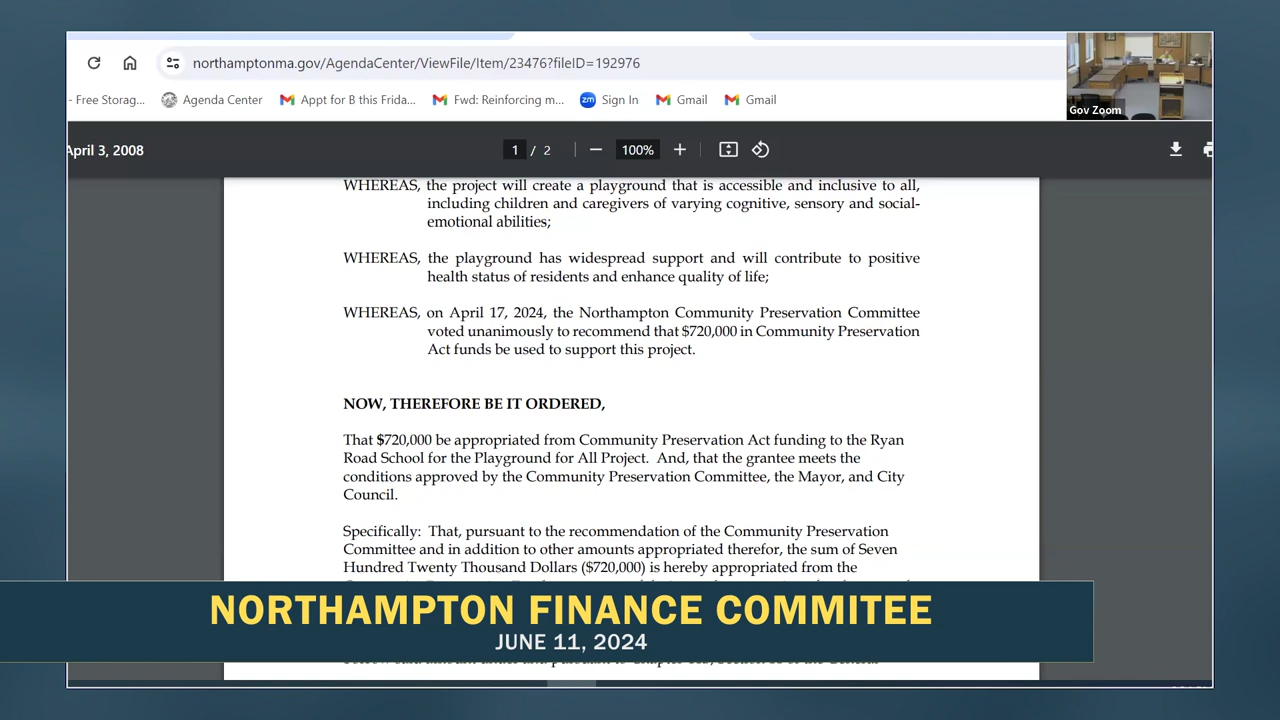 northamptonma.gov/AgendaCenter/ViewFile/Item/23476?fileID=192976
- Free Storag... Agenda Center Appt for B this Frida... Fwd: Reinforcing m... zm Sign In Gmail Gmail
Gov Zoom
April 3, 2008 1 / 2 100%
WHEREAS, the project will create a playground that is accessible and inclusive to all,
including children and caregivers of varying cognitive, sensory and social-
emotional abilities;
WHEREAS, the playground has widespread support and will contribute to positive
health status of residents and enhance quality of life;
WHEREAS, on April 17, 2024, the Northampton Community Preservation Committee
voted unanimously to recommend that $720,000 in Community Preservation
Act funds be used to support this project.
NOW, THEREFORE BE IT ORDERED,
That $720,000 be appropriated from Community Preservation Act funding to the Ryan
Road School for the Playground for All Project. And, that the grantee meets the
conditions approved by the Community Preservation Committee, the Mayor, and City
Council.
Specifically: That, pursuant to the recommendation of the Community Preservation
Committee and in addition to other amounts appropriated therefor, the sum of Seven
Hundred Twenty Thousand Dollars ($720,000) is hereby appropriated from the
NORTHAMPTON FINANCE COMMITEE
JUNE 11, 2024